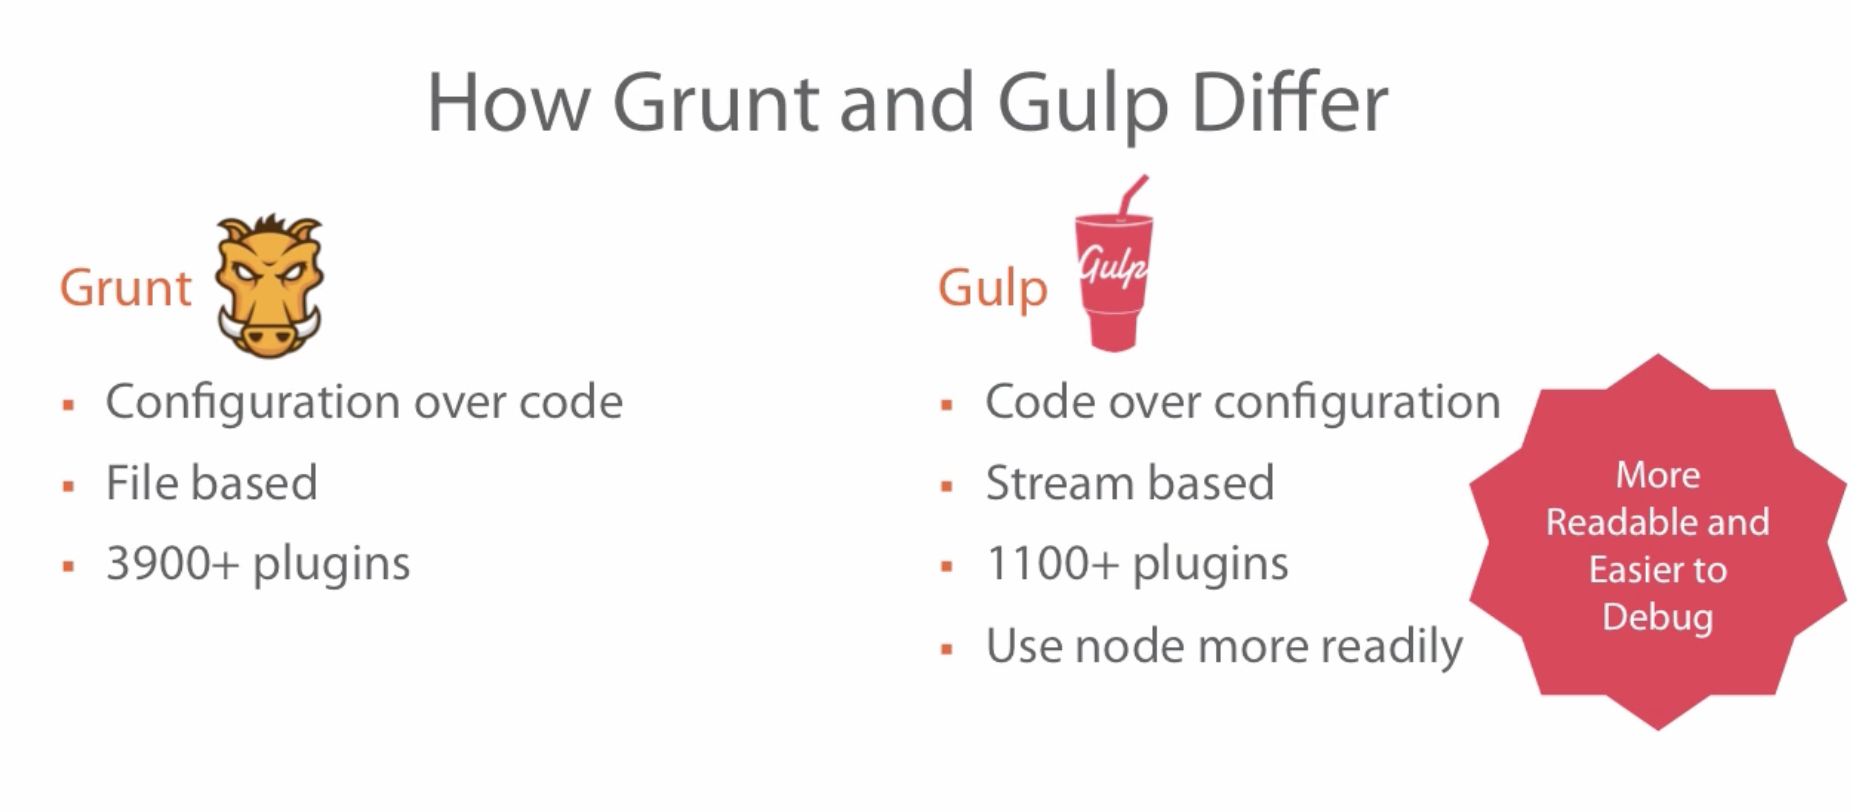 How Grunt and Gulp Differ
Grunt
Configuration over code
File based
3900+ plugins
Gulp
Gulp
Code over configuration
Stream based
1100+ plugins
Use node more readily
More
Readable and
Easier to
Debug